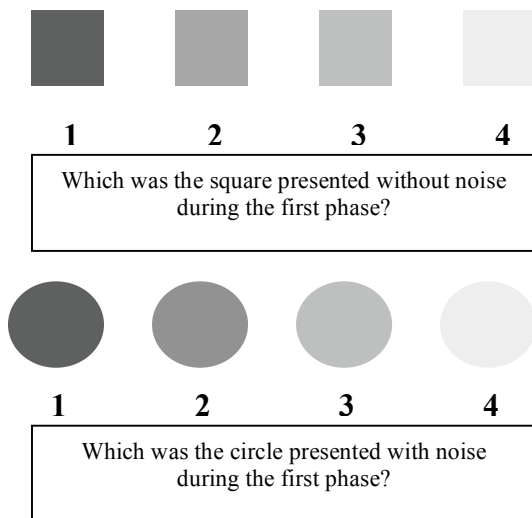 1 2 3 4
Which was the square presented without noise
during the first phase?
1 2 3 4
Which was the circle presented with noise
during the first phase?